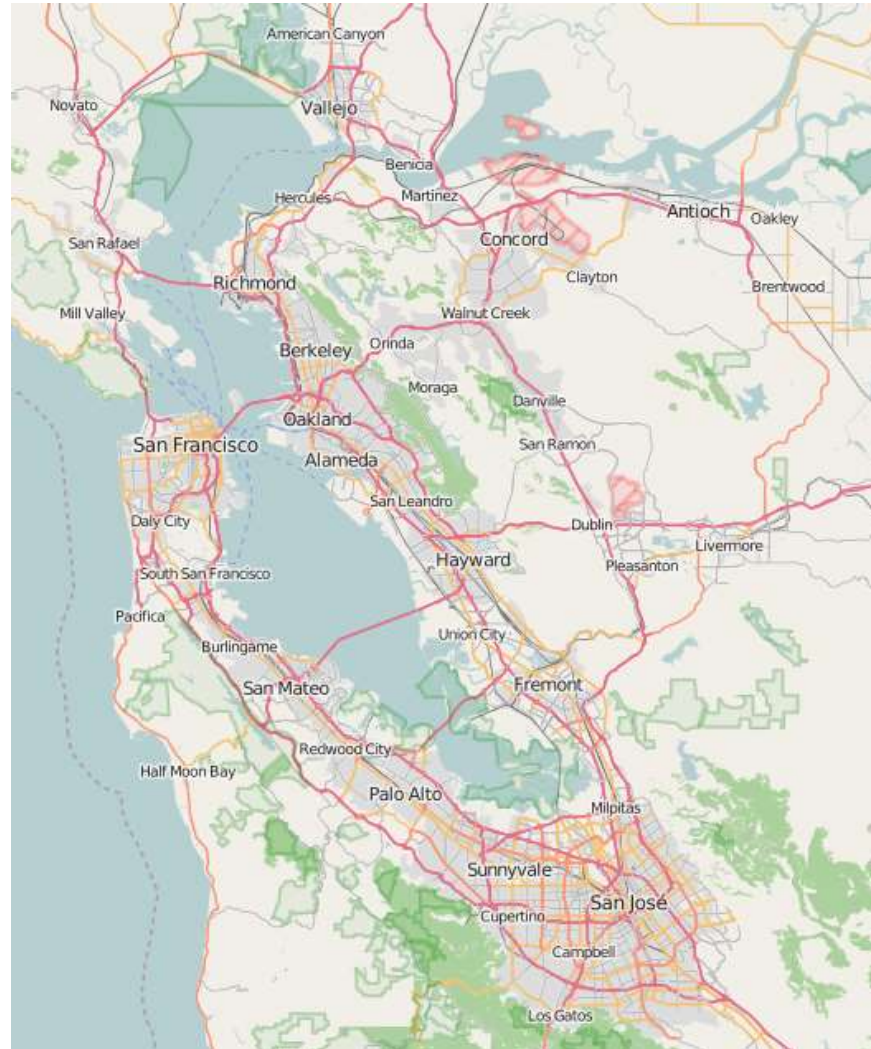 American Canyon
Novato
Vallejo
Benicia
Hercules
Martinez
Antioch
Oakley
San Rafael
Concord
Richmond
Clayton
Brentwood
Mill Valley
Walnut Creek
Berkeley
Orinda
Moraga
Danville
Oakland
San Francisco
San Ramon
Alameda
San Leandro
Daly City
Dublin
Livermore
Hayward
Pleasanton
South San Francisco
Pacifica
Union City
Burlingame
San Mateo
Fremont
Redwood City
Half Moon Bay
Palo Alto
Milpitas
Sunnyvale
San José
Cupertino
Campbell
Los Gatos